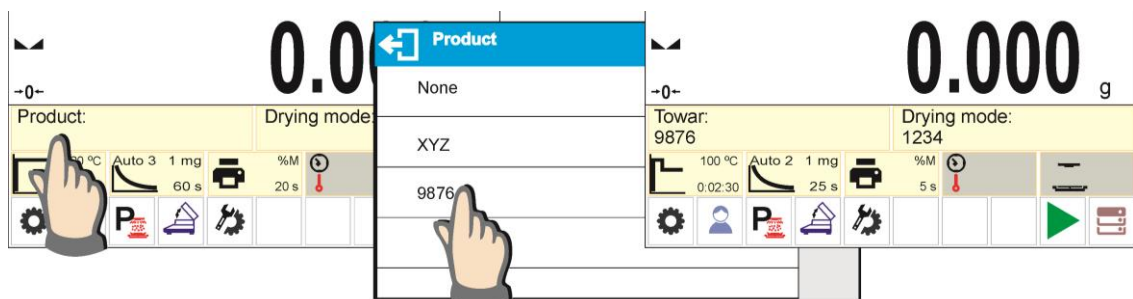 0.0
→0←
Product:
Drying mode:
°C
Auto 3 1 mg
60 s
%M
20 s
P
Product
None
XYZ
9876
0.000 g
→0←
Towar:
9876
Drying mode:
1234
100 °C
0:02:30
Auto 2 1 mg
25 s
%M
5 s
P